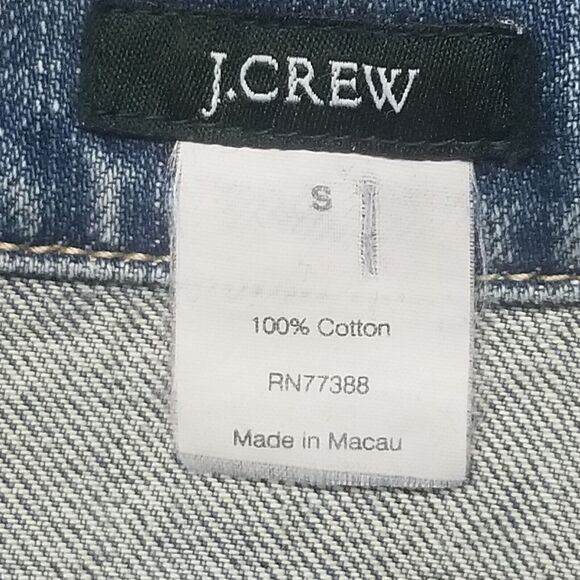 J.CREW
S
100% Cotton
RN77388
Made in Macau